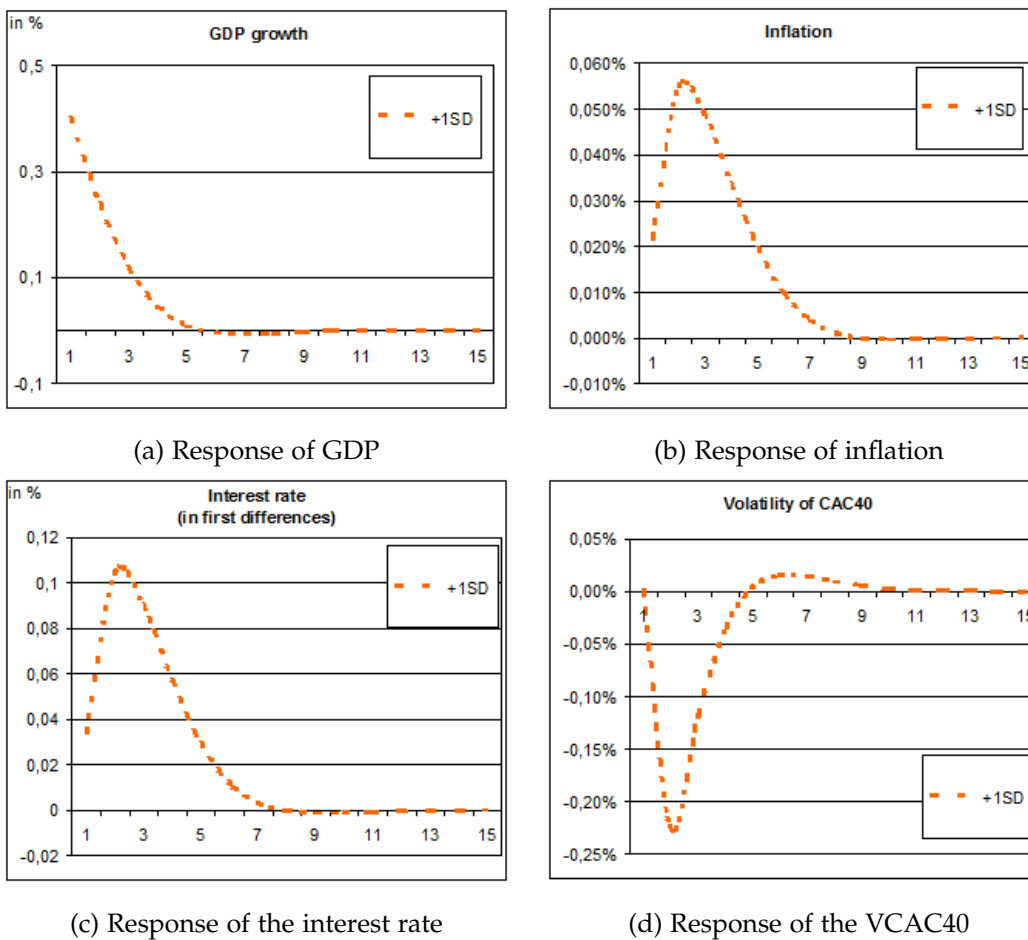 in %
GDP growth
0,5
0,3
0,1
-0,1
1 3 5 7 9 11 13 15
+1SD
(a) Response of GDP
Inflation
0,060%
0,050%
0,040%
0,030%
0,020%
0,010%
0,000%
-0,010%
1 3 5 7 9 11 13 15
+1SD
(b) Response of inflation
in %
Interest rate
(in first differences)
0,12
0,1
0,08
0,06
0,04
0,02
0
-0,02
1 3 5 7 9 11 13 15
+1SD
(c) Response of the interest rate
Volatility of CAC40
0,05%
0,00%
-0,05%
-0,10%
-0,15%
-0,20%
-0,25%
1 3 5 7 9 11 13 15
+1SD
(d) Response of the VCAC40